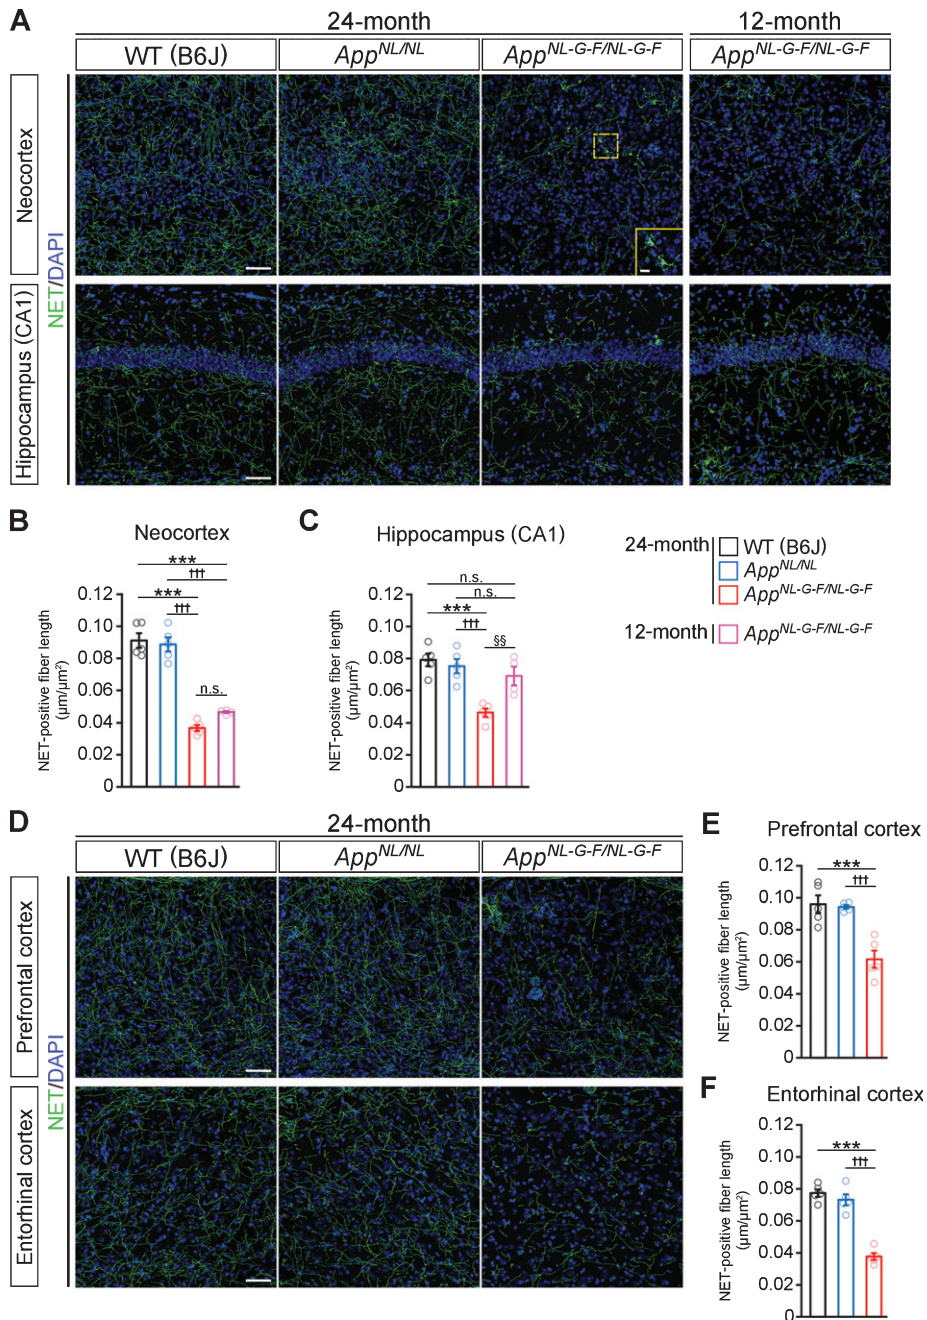 A
24-month
12-month
WT (B6J)
App^NL/NL
App^NL-G-F/NL-G-F
App^NL-G-F/NL-G-F
Neocortex
Hippocampus (CA1)
NET/DAPI
B
Neocortex
***
†††
***
†††
n.s.
0.12
0.10
0.08
0.06
0.04
0.02
0
NET-positive fiber length
(µm/µm²)
C
Hippocampus (CA1)
n.s.
n.s.
***
†††
§§
0.12
0.10
0.08
0.06
0.04
0.02
0
NET-positive fiber length
(µm/µm²)
24-month
WT (B6J)
App^NL/NL
App^NL-G-F/NL-G-F
12-month
App^NL-G-F/NL-G-F
D
24-month
WT (B6J)
App^NL/NL
App^NL-G-F/NL-G-F
Prefrontal cortex
Entorhinal cortex
NET/DAPI
E
Prefrontal cortex
***
†††
0.12
0.10
0.08
0.06
0.04
0.02
0
NET-positive fiber length
(µm/µm²)
F
Entorhinal cortex
***
†††
0.12
0.10
0.08
0.06
0.04
0.02
0
NET-positive fiber length
(µm/µm²)